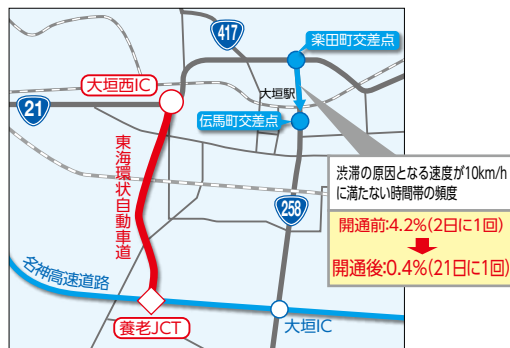 417
楽田町交差点
大垣西IC
大垣駅
21
伝馬町交差点
東海環状自動車道
渋滞の原因となる速度が10km/h
に満たない時間帯の頻度
258
開通前:4.2%(2日に1回)
開通後:0.4%(21日に1回)
名神高速道路
養老JCT
大垣IC